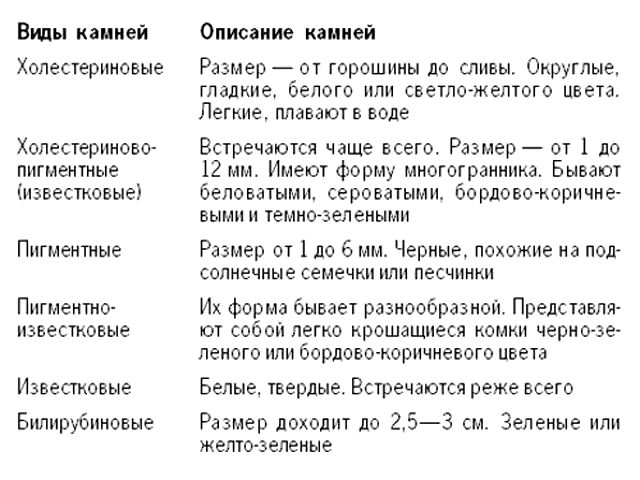 Виды камней Описание камней
Холестериновые Размер — от горошины до сливы. Округлые,
гладкие, белого или светло-желтого цвета.
Легкие, плавают в воде
Холестериново- Встречаются чаще всего. Размер — от 1 до
пигментные 12 мм. Имеют форму многогранника. Бывают
(известковые) беловатыми, сероватыми, бордово-коричне-
выми и темно-зелеными
Пигментные Размер от 1 до 6 мм. Черные, похожие на под-
солнечные семечки или песчинки
Пигментно- Их форма бывает разнообразной. Представля-
известковые ют собой легко крошащиеся комки черно-зе-
леного или бордово-коричневого цвета
Известковые Белые, твердые. Встречаются реже всего
Билирубиновые Размер доходит до 2,5—3 см. Зеленые или
желто-зеленые